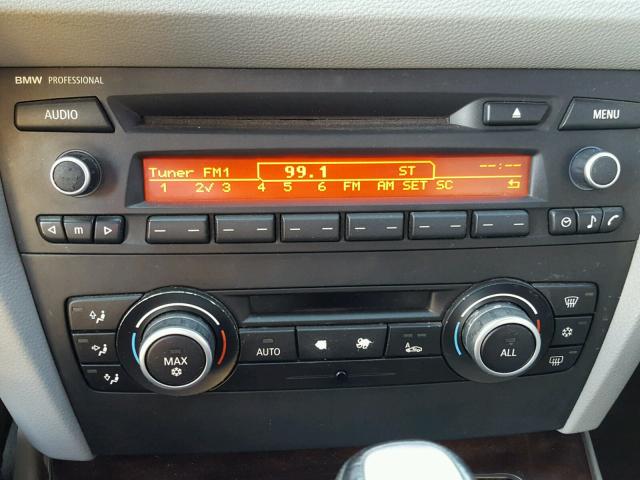 BMW PROFESSIONAL
AUDIO
MENU
Tuner FM1 99.1 ST --:--
1 2✓ 3 4 5 6 FM AM SET SC
m
MAX
AUTO
A
ALL